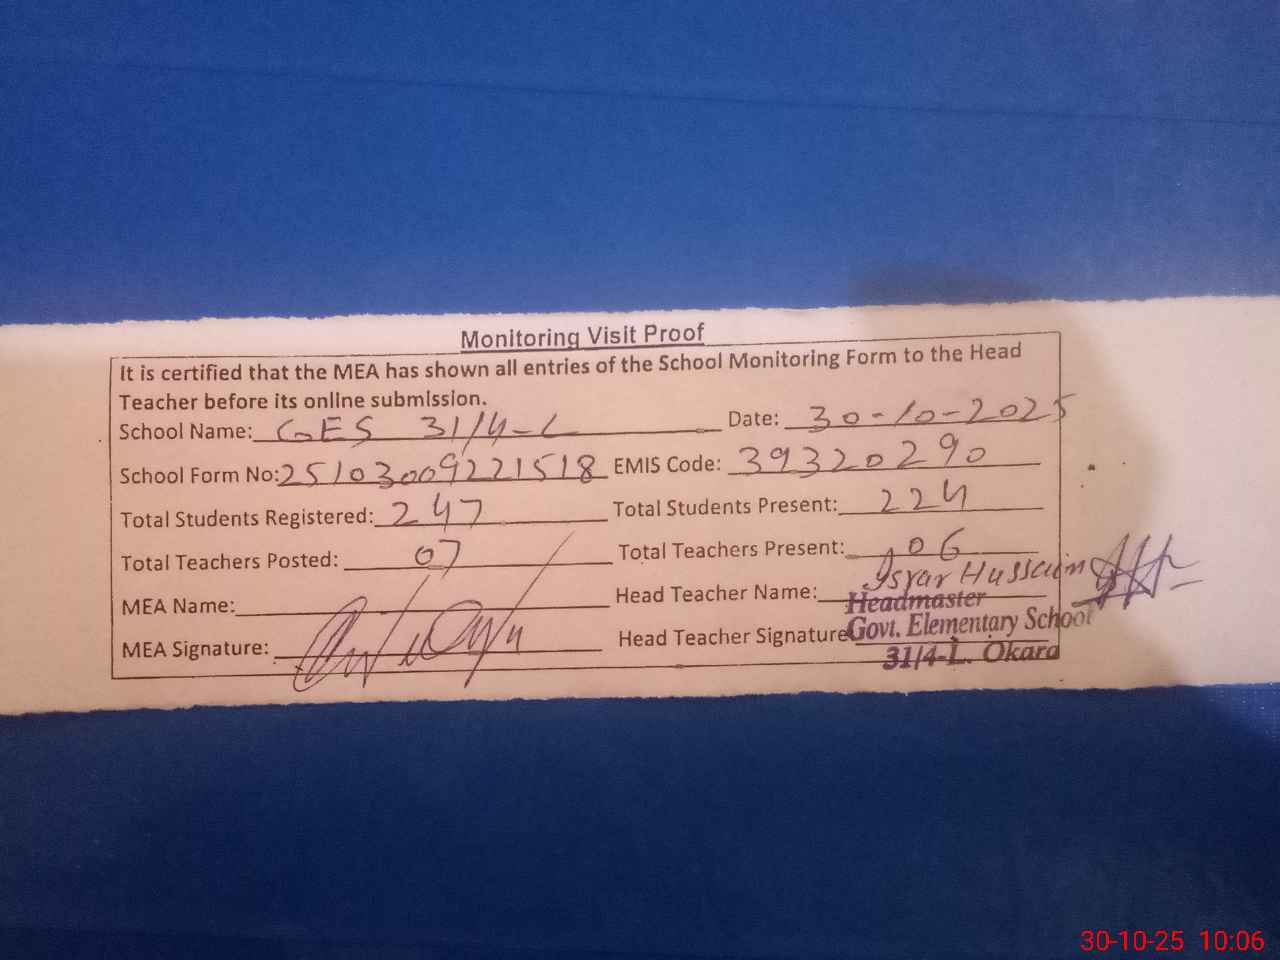 Monitoring Visit Proof
It is certified that the MEA has shown all entries of the School Monitoring Form to the Head
Teacher before its online submission.
School Name: GES 31/4-L Date: 30-10-2025
School Form No: 25103009221518 EMIS Code: 39320290
Total Students Registered: 247 Total Students Present: 224
Total Teachers Posted: 07 Total Teachers Present: 06
MEA Name: Head Teacher Name: Israr Hussain
Headmaster
MEA Signature: Head Teacher Signature Govt. Elementary School
31/4-L. Okara
30-10-25 10:06